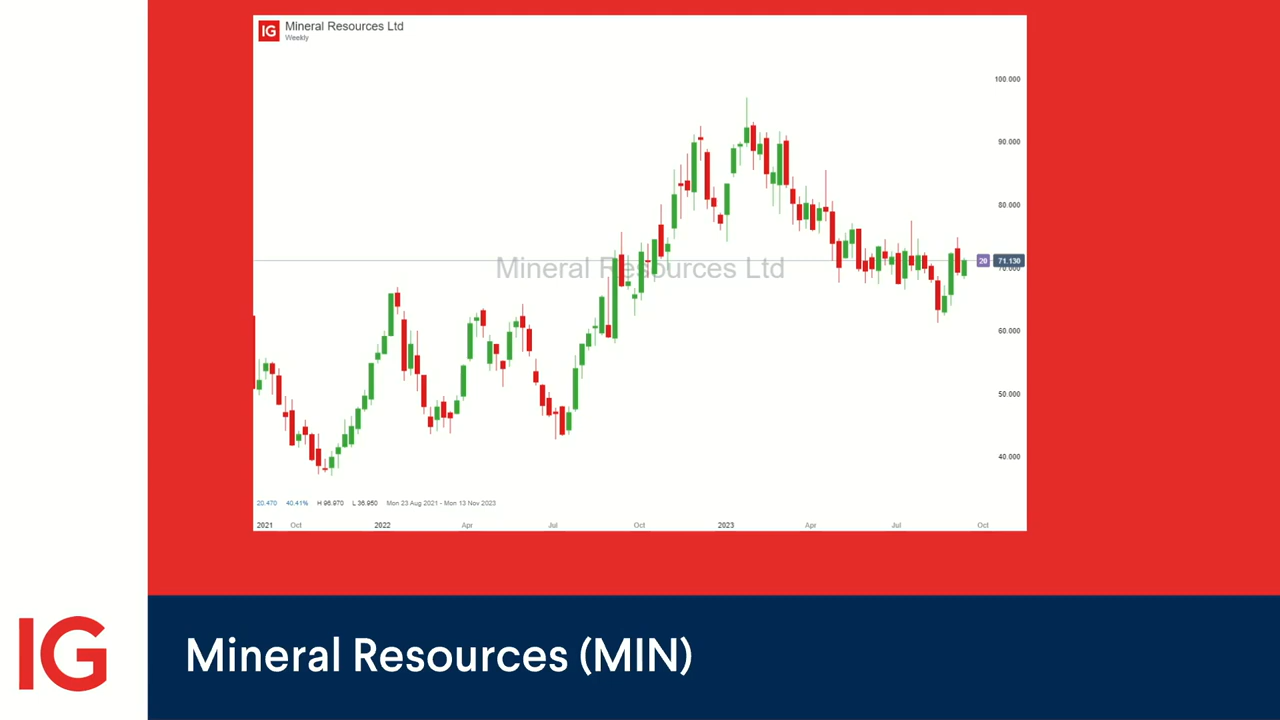 IG
Mineral Resources Ltd
Weekly
100.000
90.000
80.000
Mineral Resources Ltd
20
71.130
70.000
60.000
50.000
40.000
20.470 40.41% H 96.970 L 36.960 Mon 23 Aug 2021 - Mon 13 Nov 2023
2021 Oct 2022 Apr Jul Oct 2023 Apr Jul Oct
IG
Mineral Resources (MIN)